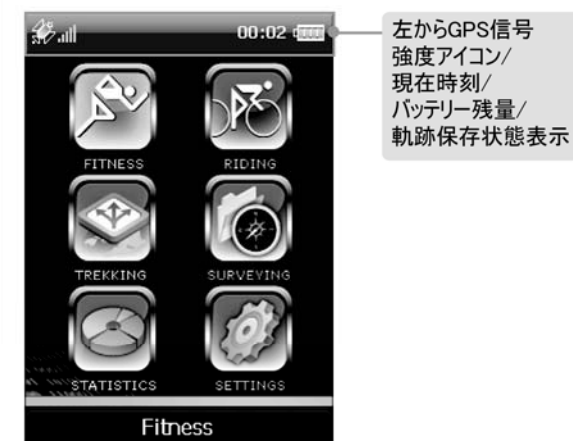 00:02
左からGPS信号
強度アイコン/
現在時刻/
バッテリー残量/
軌跡保存状態表示
FITNESS
RIDING
TREKKING
SURVEYING
STATISTICS
SETTINGS
Fitness